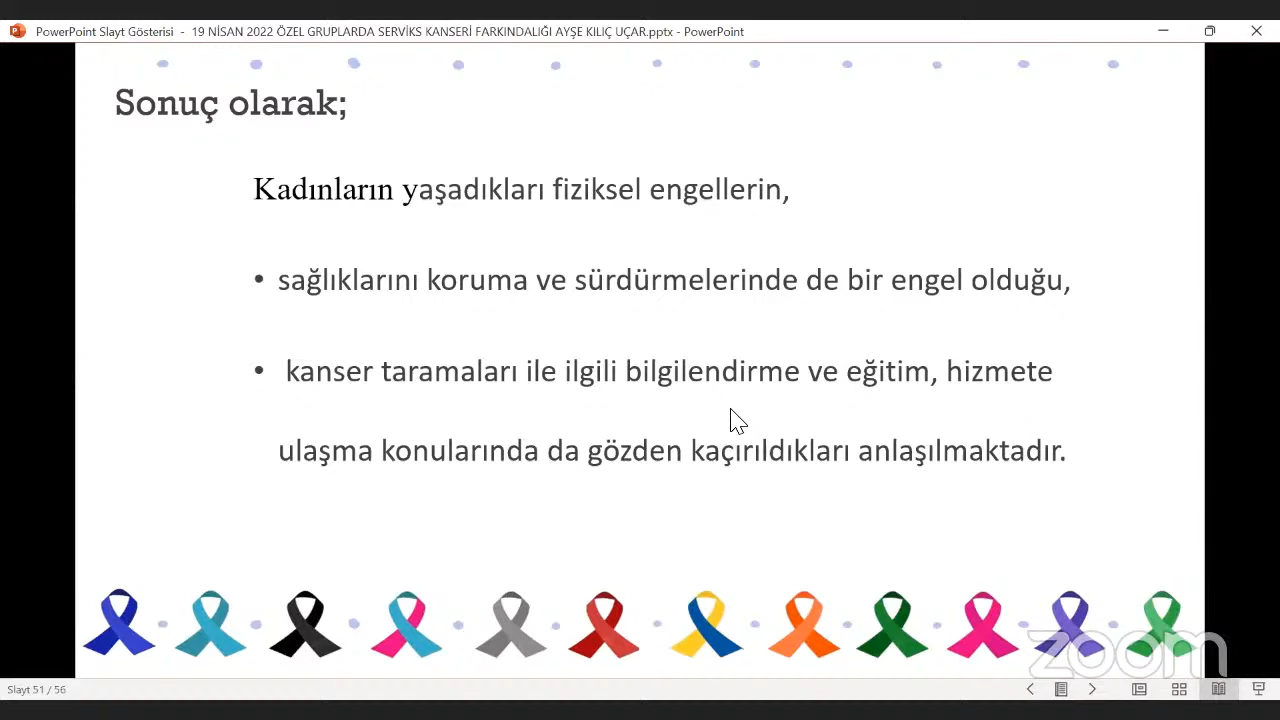 PowerPoint Slayt Gösterisi - 19 NİSAN 2022 ÖZEL GRUPLARDA SERVİKS KANSERİ FARKINDALIĞI AYŞE KILIÇ UÇAR.pptx - PowerPoint
Sonuç olarak;
Kadınların yaşadıkları fiziksel engellerin,
• sağlıklarını koruma ve sürdürmelerinde de bir engel olduğu,
• kanser taramaları ile ilgili bilgilendirme ve eğitim, hizmete
ulaşma konularında da gözden kaçırıldıkları anlaşılmaktadır.
zoom
Slayt 51 / 56